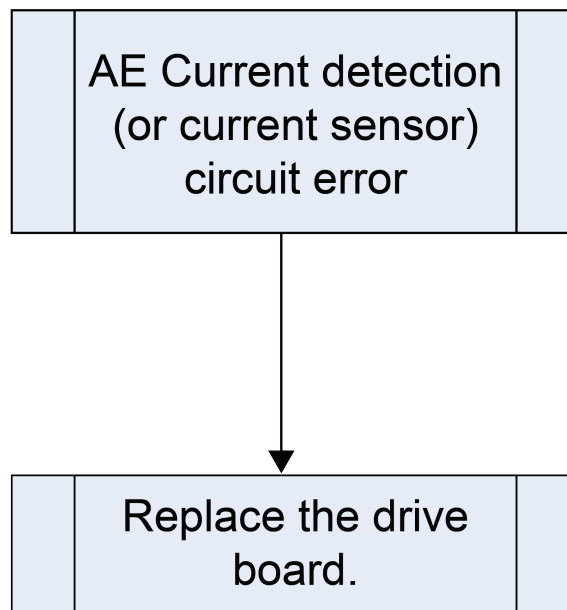 AE Current detection
(or current sensor)
circuit error
Replace the drive
board.